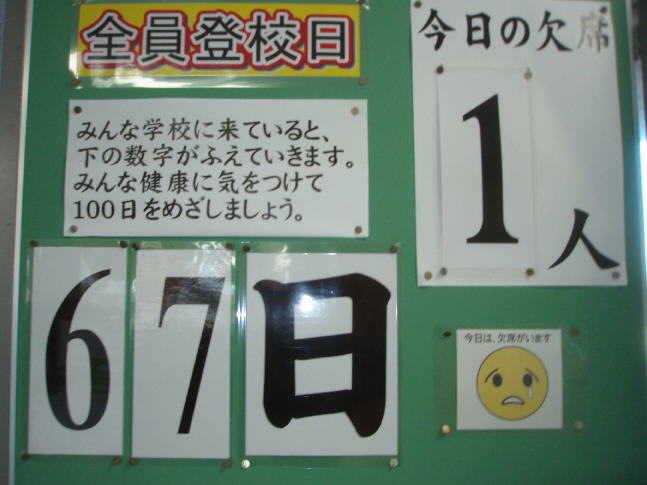 全員登校日
みんな学校に来ていると、
下の数字がふえていきます。
みんな健康に気をつけて
100日をめざしましょう。
67日
今日の欠席
1人
今日は、欠席がいます